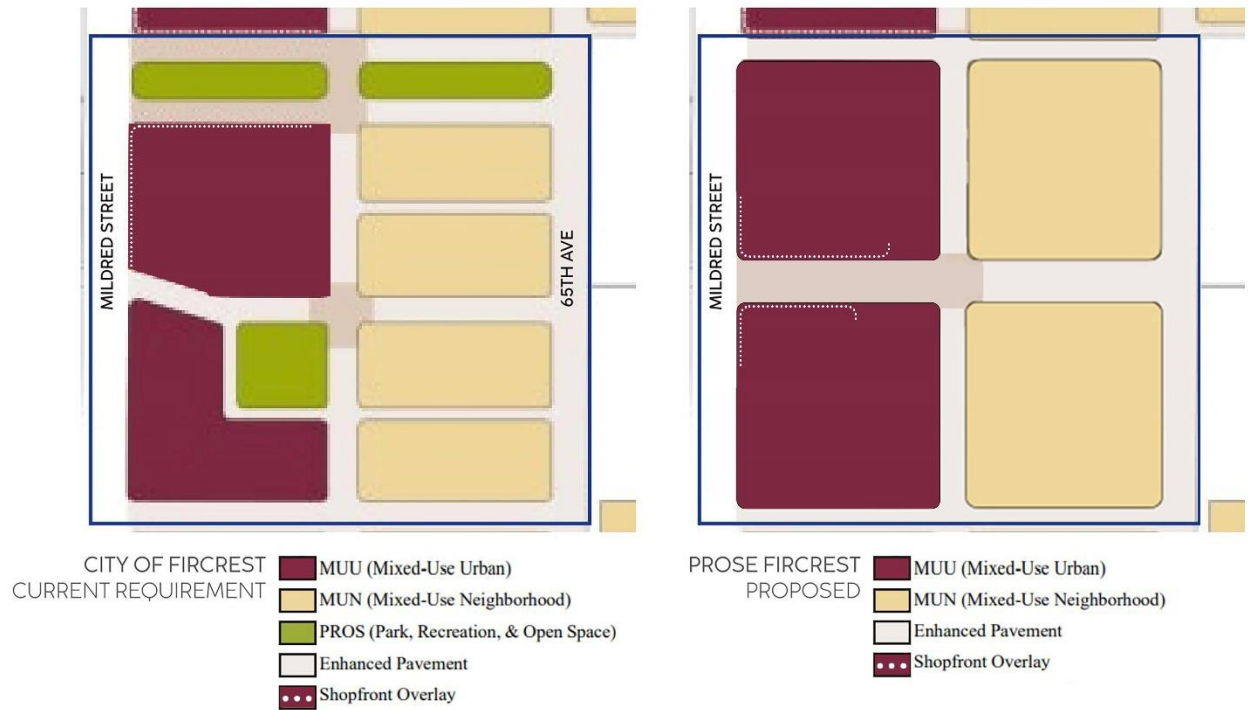 MILDRED STREET
65TH AVE
CITY OF FIRCREST
CURRENT REQUIREMENT
MUU (Mixed-Use Urban)
MUN (Mixed-Use Neighborhood)
PROS (Park, Recreation, & Open Space)
Enhanced Pavement
Shopfront Overlay
MILDRED STREET
PROSE FIRCREST
PROPOSED
MUU (Mixed-Use Urban)
MUN (Mixed-Use Neighborhood)
Enhanced Pavement
Shopfront Overlay